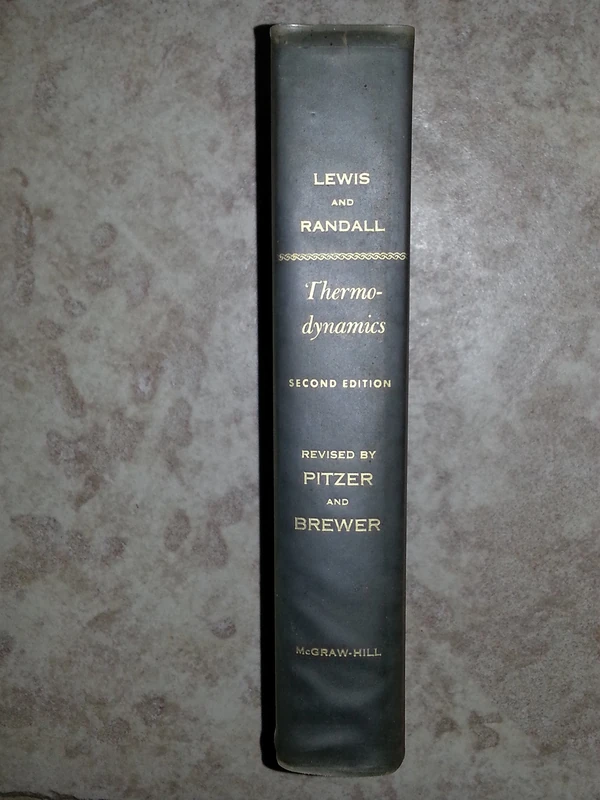 LEWIS
AND
RANDALL
Thermo-
dynamics
SECOND EDITION
REVISED BY
PITZER
AND
BREWER
McGRAW-HILL